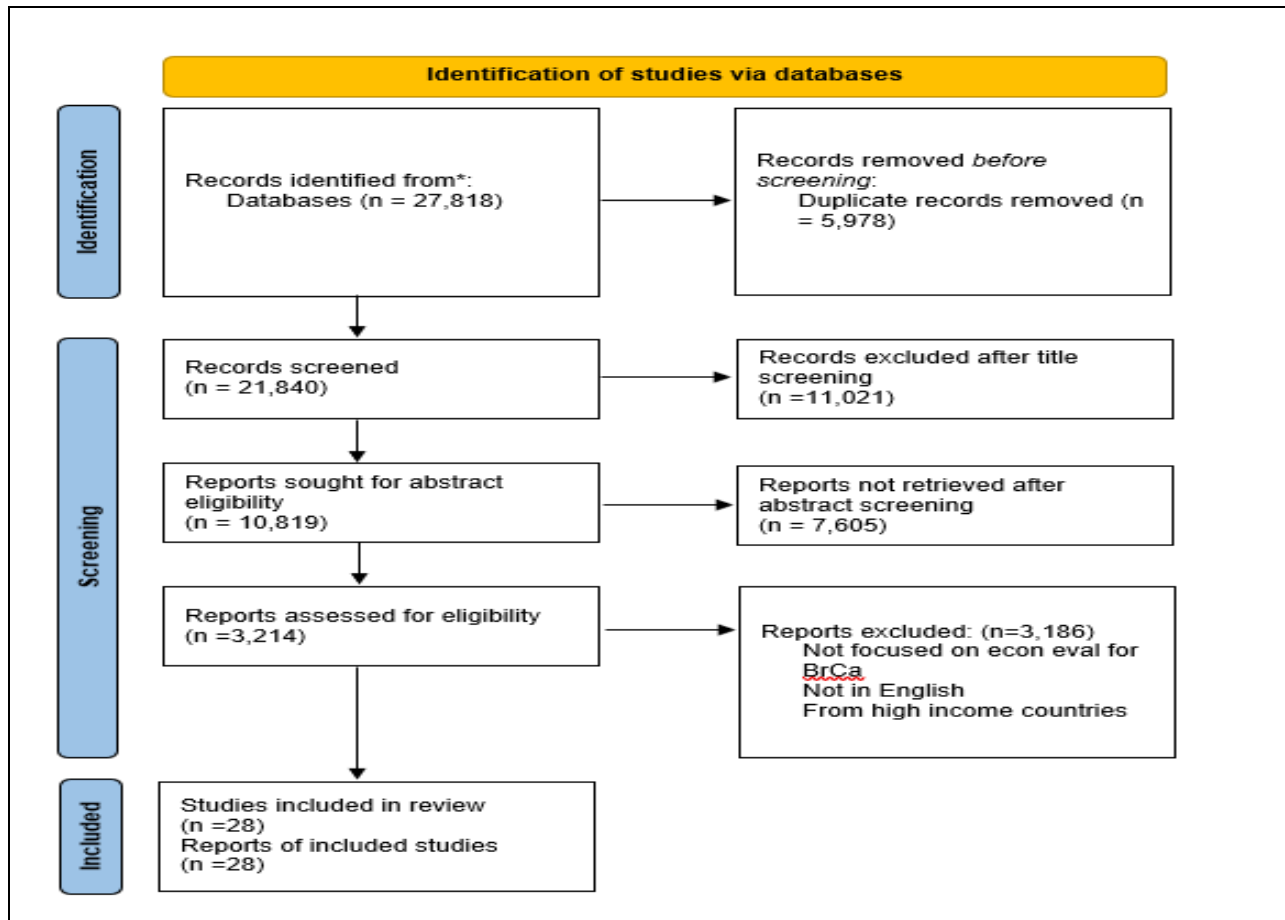 Identification of studies via databases
Identification
Records identified from*:
Databases (n = 27,818)
Records removed before
screening:
Duplicate records removed (n
= 5,978)
Screening
Records screened
(n = 21,840)
Records excluded after title
screening
(n =11,021)
Reports sought for abstract
eligibility
(n = 10,819)
Reports not retrieved after
abstract screening
(n = 7,605)
Reports assessed for eligibility
(n =3,214)
Reports excluded: (n=3,186)
Not focused on econ eval for
BrCa
Not in English
From high income countries
Included
Studies included in review
(n =28)
Reports of included studies
(n =28)